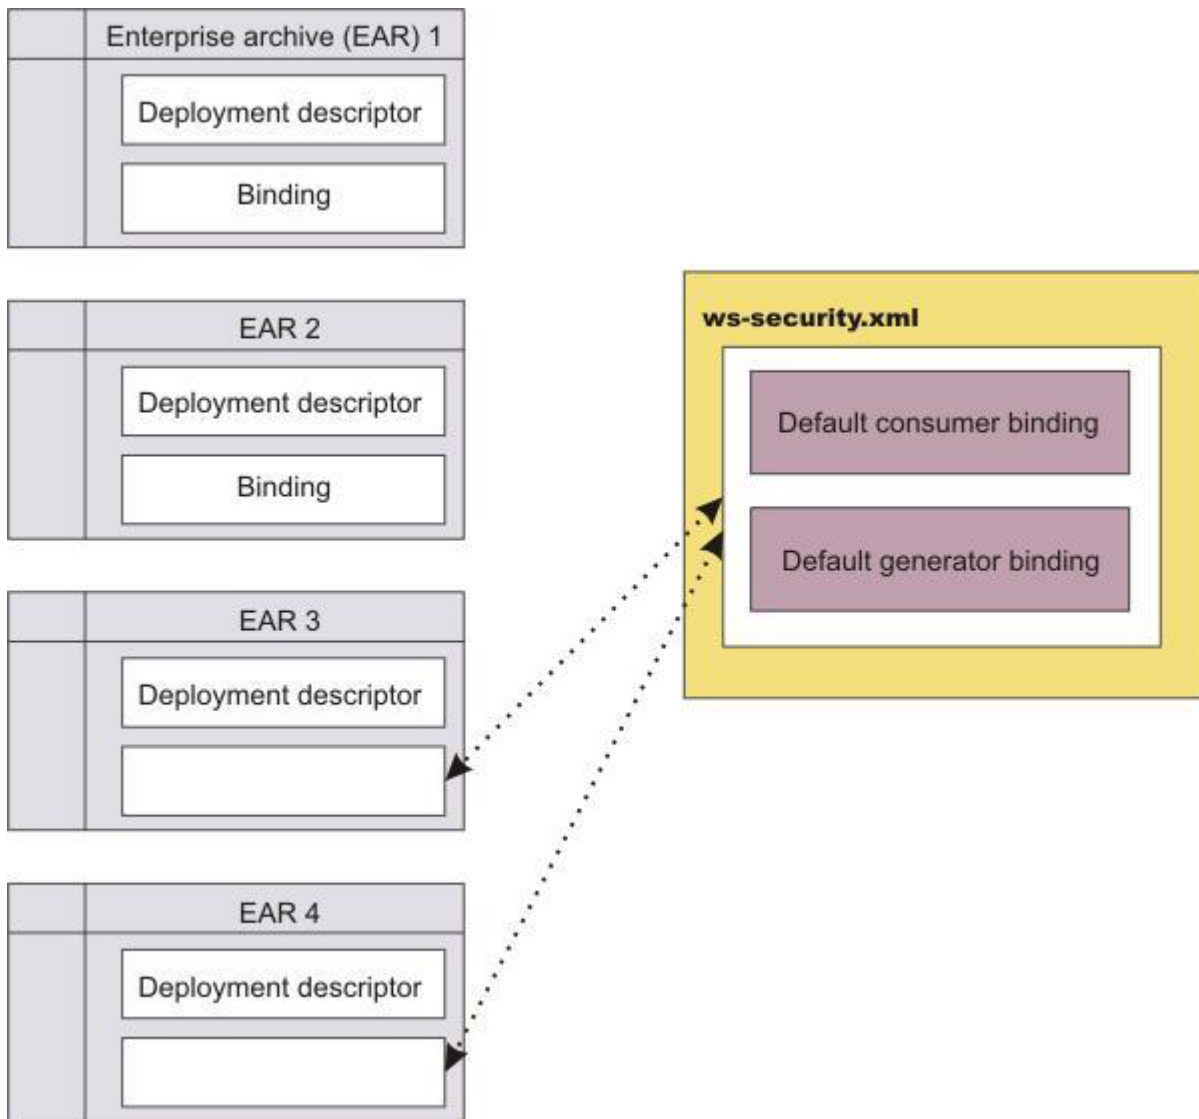 Enterprise archive (EAR) 1
Deployment descriptor
Binding
EAR 2
Deployment descriptor
Binding
EAR 3
Deployment descriptor
EAR 4
Deployment descriptor
ws-security.xml
Default consumer binding
Default generator binding